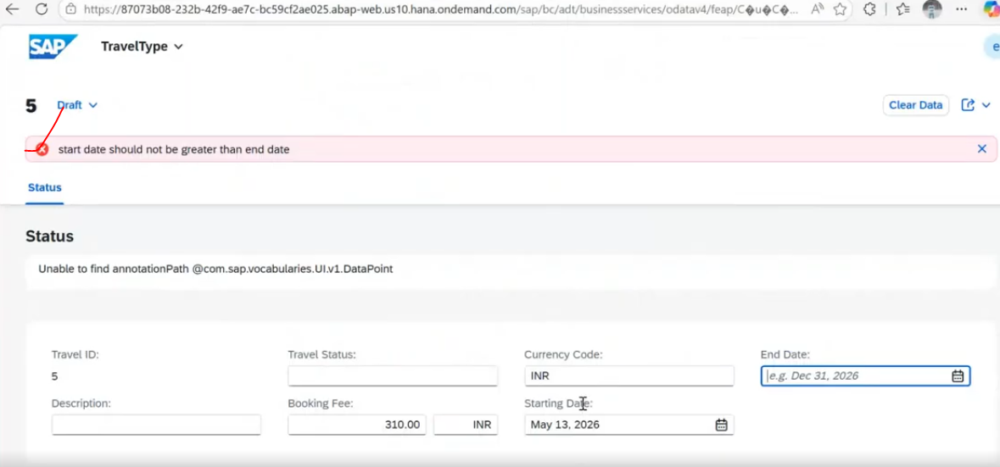 https://87073b08-232b-42f9-ae7c-bc59cf2ae025.abap-web.us10.hana.ondemand.com/sap/bc/adt/businessservices/odatav4/feap/C�u�C�...
SAP TravelType
e
5 Draft Clear Data
start date should not be greater than end date
Status
Status
Unable to find annotationPath @com.sap.vocabularies.UI.v1.DataPoint
Travel ID: Travel Status: Currency Code: End Date:
5 INR e.g. Dec 31, 2026
Description: Booking Fee: Starting Date:
310.00 INR May 13, 2026